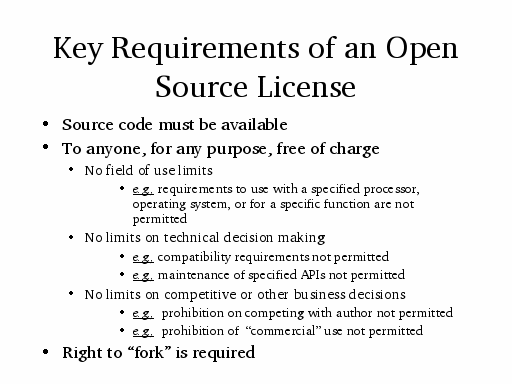 Key Requirements of an Open
Source License
• Source code must be available
• To anyone, for any purpose, free of charge
• No field of use limits
• e.g. requirements to use with a specified processor,
operating system, or for a specific function are not
permitted
• No limits on technical decision making
• e.g. compatibility requirements not permitted
• e.g. maintenance of specified APIs not permitted
• No limits on competitive or other business decisions
• e.g. prohibition on competing with author not permitted
• e.g. prohibition of “commercial” use not permitted
• Right to “fork” is required